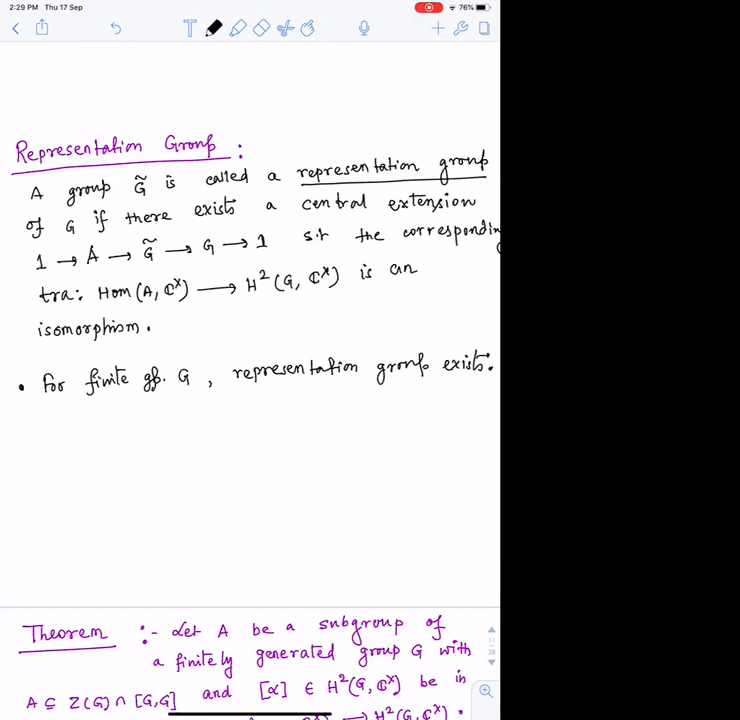 2:29 PM Thu 17 Sep 76%
Representation Group :
A group G̃ is called a representation group
of G if there exists a central extension
1 → A → G̃ → G → 1 s.t the correspondin
tra: Hom(A, ℂˣ) → H²(G, ℂˣ) is an
isomorphism.
• For finite gp. G, representation group exists.
Theorem :- Let A be a subgroup of
a finitely generated group G with
A ⊆ Z(G) ∩ [G,G] and [α] ∈ H²(G, ℂˣ) be in
→ H²(G, ℂˣ).